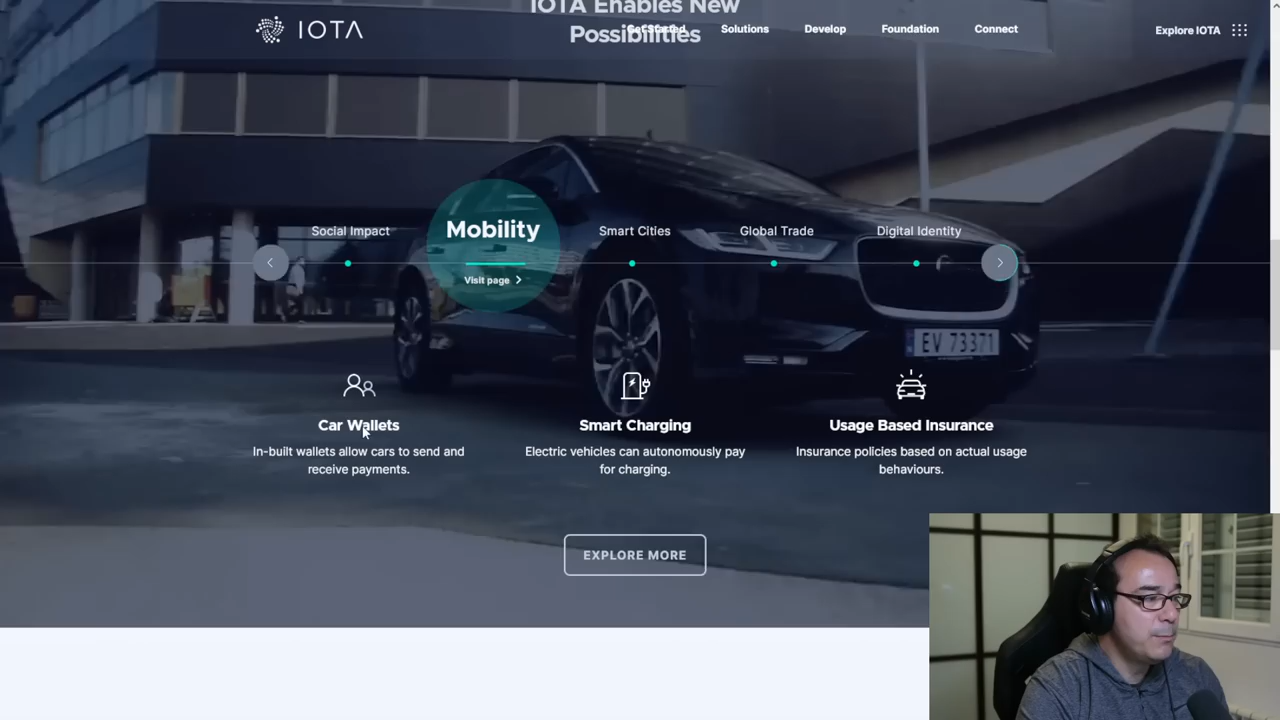 IOTA Enables New
Possibilities
IOTA
Get Started
Solutions
Develop
Foundation
Connect
Explore IOTA
Social Impact
Mobility
Visit page
Smart Cities
Global Trade
Digital Identity
EV 73371
Car Wallets
In-built wallets allow cars to send and
receive payments.
Smart Charging
Electric vehicles can autonomously pay
for charging.
Usage Based Insurance
Insurance policies based on actual usage
behaviours.
EXPLORE MORE